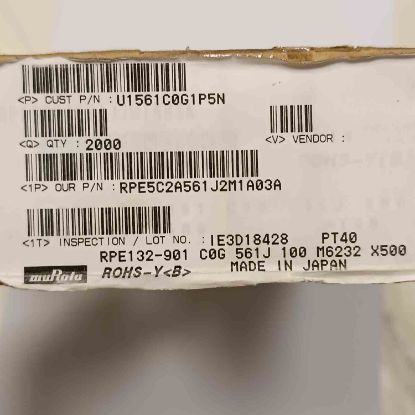 <P> CUST P/N : U1561C0G1P5N
<Q> QTY : 2000
<V> VENDOR :
<1P> OUR P/N : RPE5C2A561J2M1A03A
<1T> INSPECTION / LOT NO. : IE3D18428 PT40
RPE132-901 C0G 561J 100 M6232 X500
muRata ROHS-Y<B> MADE IN JAPAN